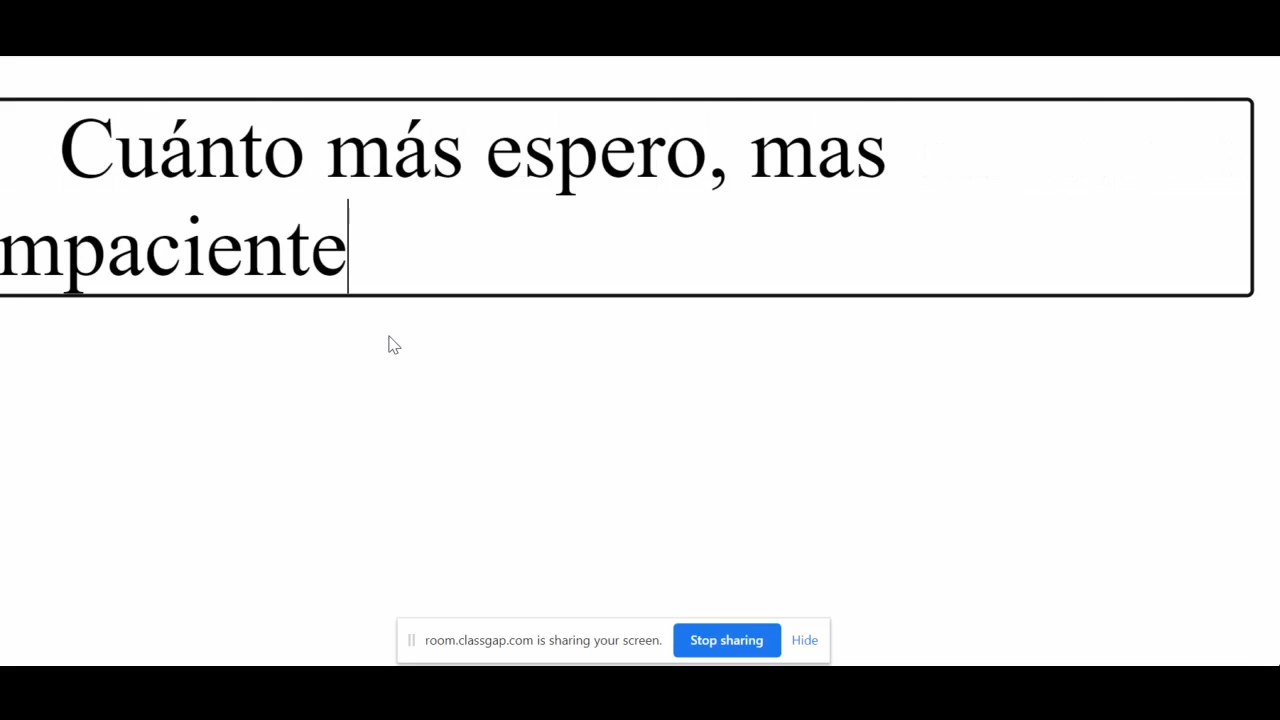 Cuánto más espero, mas
mpaciente
room.classgap.com is sharing your screen.
Stop sharing
Hide